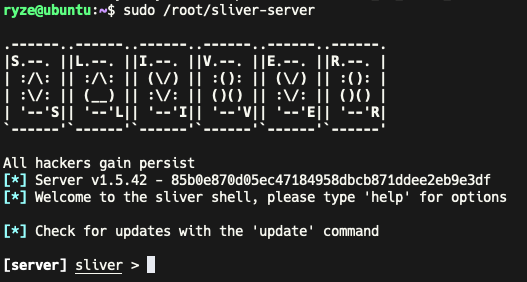 ryze@ubuntu:~$ sudo /root/sliver-server
.------..------..------..------..------..------.
|S.--. ||L.--. ||I.--. ||V.--. ||E.--. ||R.--. |
| :/\: || :/\: || (\/) || :(): || (\/) || :(): |
| :\/: || (__) || :\/: || ()() || :\/: || ()() |
| '--'S|| '--'L|| '--'I|| '--'V|| '--'E|| '--'R|
`------'`------'`------'`------'`------'`------'
All hackers gain persist
[*] Server v1.5.42 - 85b0e870d05ec47184958dbcb871ddee2eb9e3df
[*] Welcome to the sliver shell, please type 'help' for options
[*] Check for updates with the 'update' command
[server] sliver >